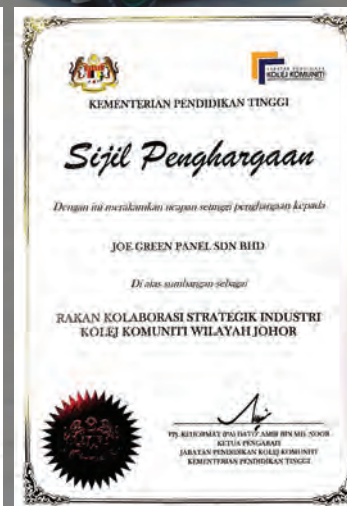 KOLEJ KOMUNITI
KEMENTERIAN PENDIDIKAN TINGGI
Sijil Penghargaan
Dengan ini merakamkan ucapan setinggi penghargaan kepada
JOE GREEN PANEL SDN BHD
Di atas sumbangan sebagai
RAKAN KOLABORASI STRATEGIK INDUSTRI
KOLEJ KOMUNITI WILAYAH JOHOR
KETUA PENGARAH
JABATAN PENDIDIKAN KOLEJ KOMUNITI
KEMENTERIAN PENDIDIKAN TINGGI